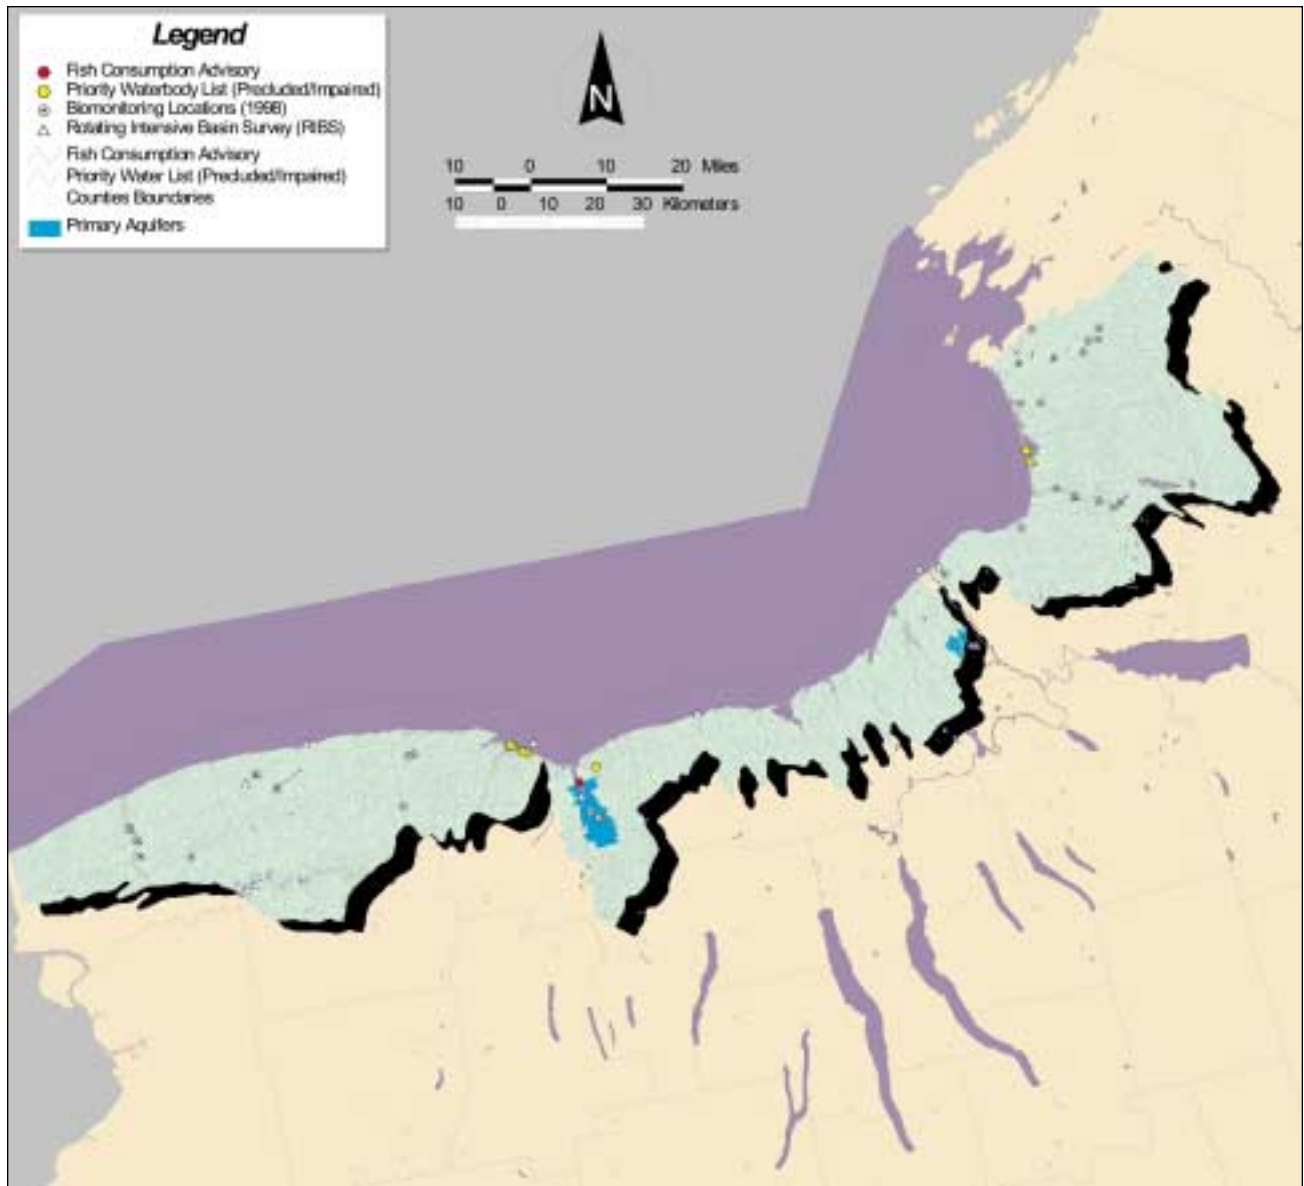 Legend
Fish Consumption Advisory
Priority Waterbody List (Precluded/Impaired)
Biomonitoring Locations (1998)
Rotating Intensive Basin Survey (RIBS)
Fish Consumption Advisory
Priority Water List (Precluded/Impaired)
Counties Boundaries
Primary Aquifers
N
10 0 10 20 Miles
10 0 10 20 30 Kilometers